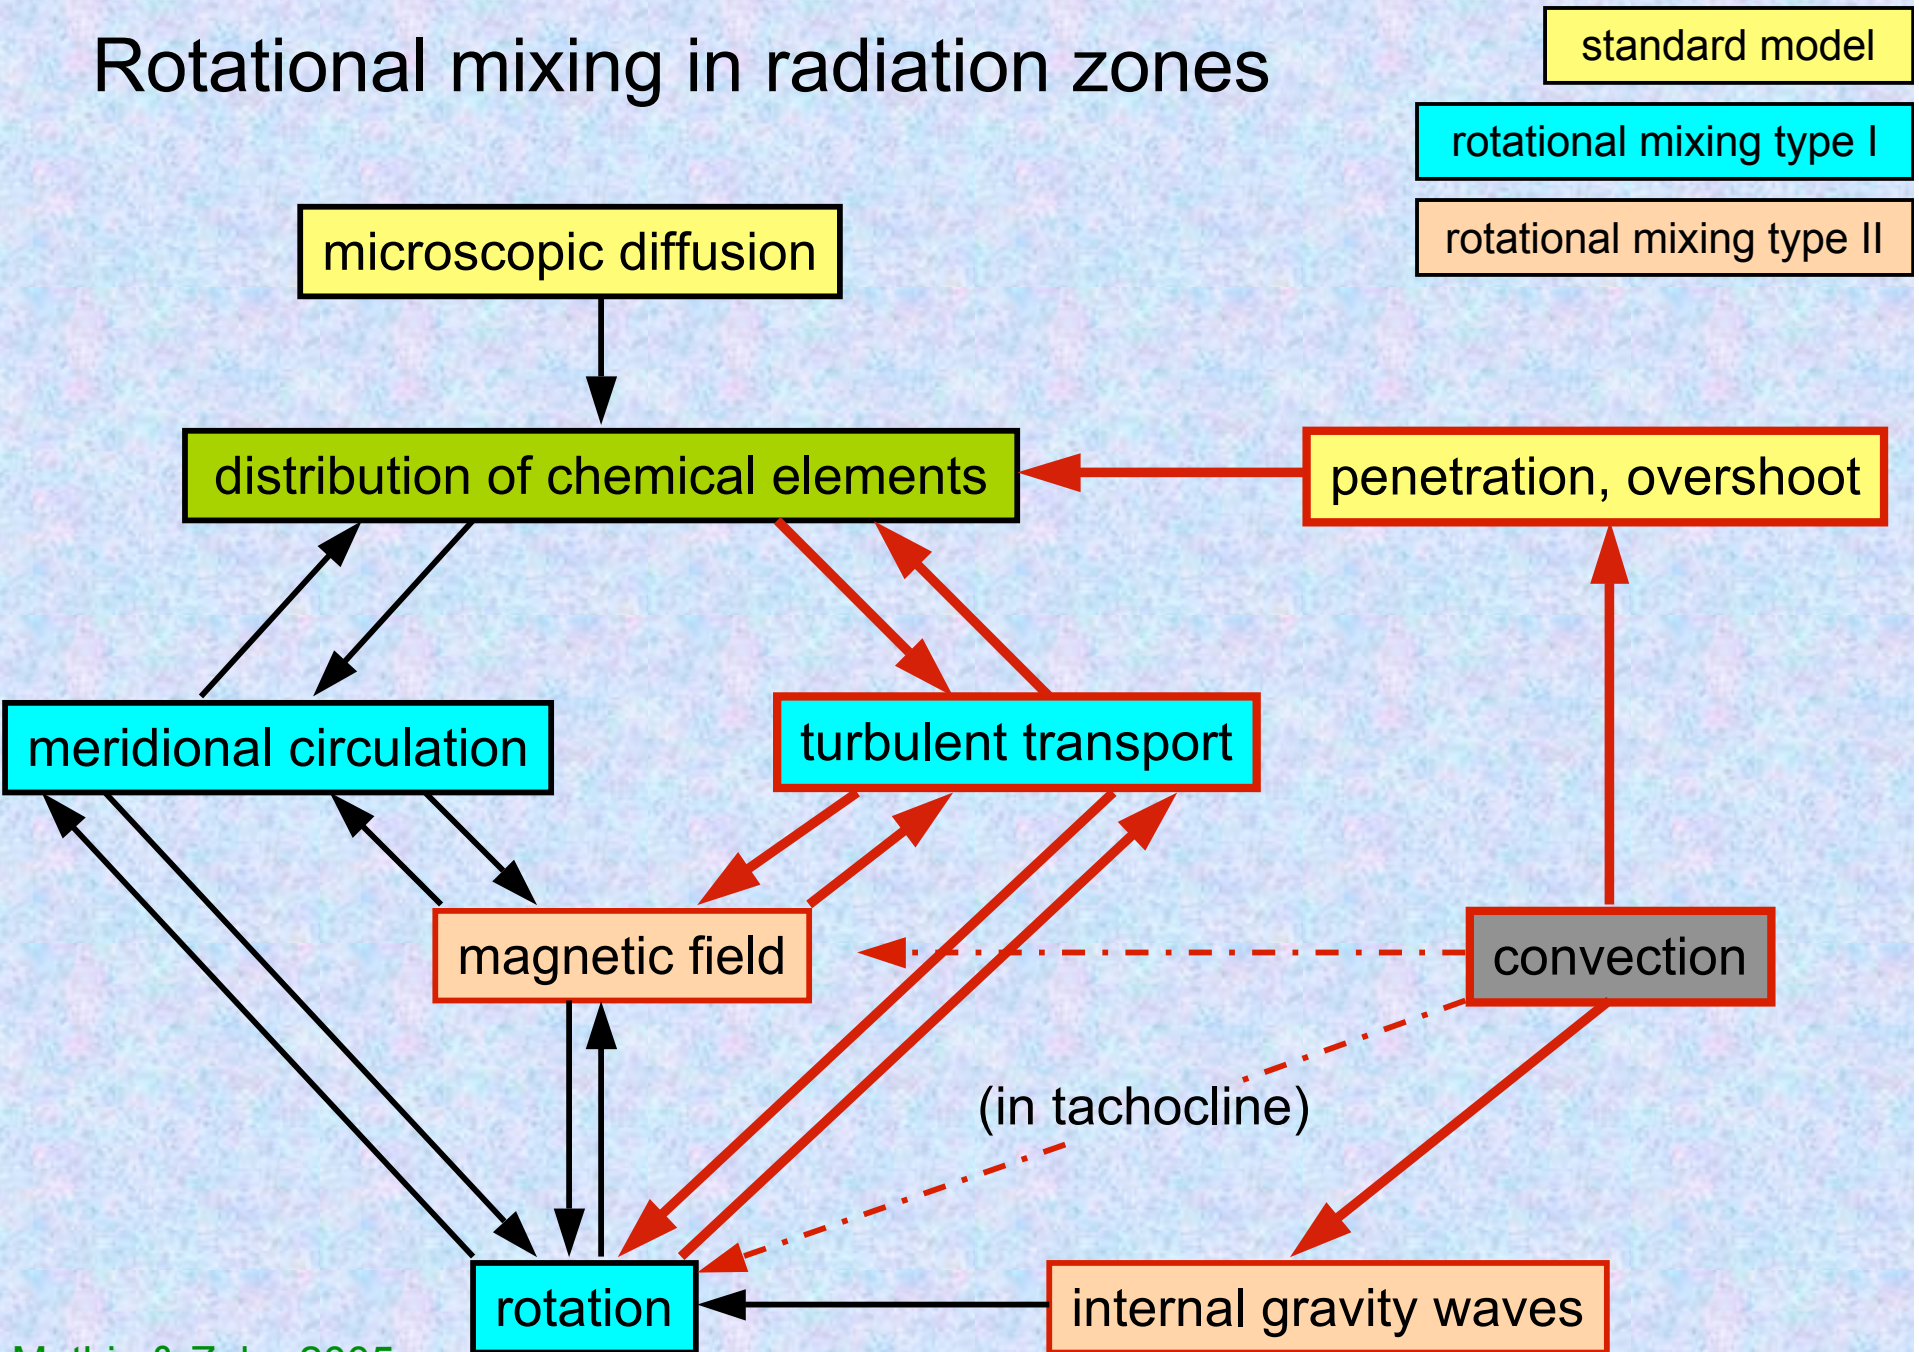 Rotational mixing in radiation zones
standard model
rotational mixing type I
rotational mixing type II
microscopic diffusion
distribution of chemical elements
penetration, overshoot
meridional circulation
turbulent transport
magnetic field
convection
(in tachocline)
rotation
internal gravity waves